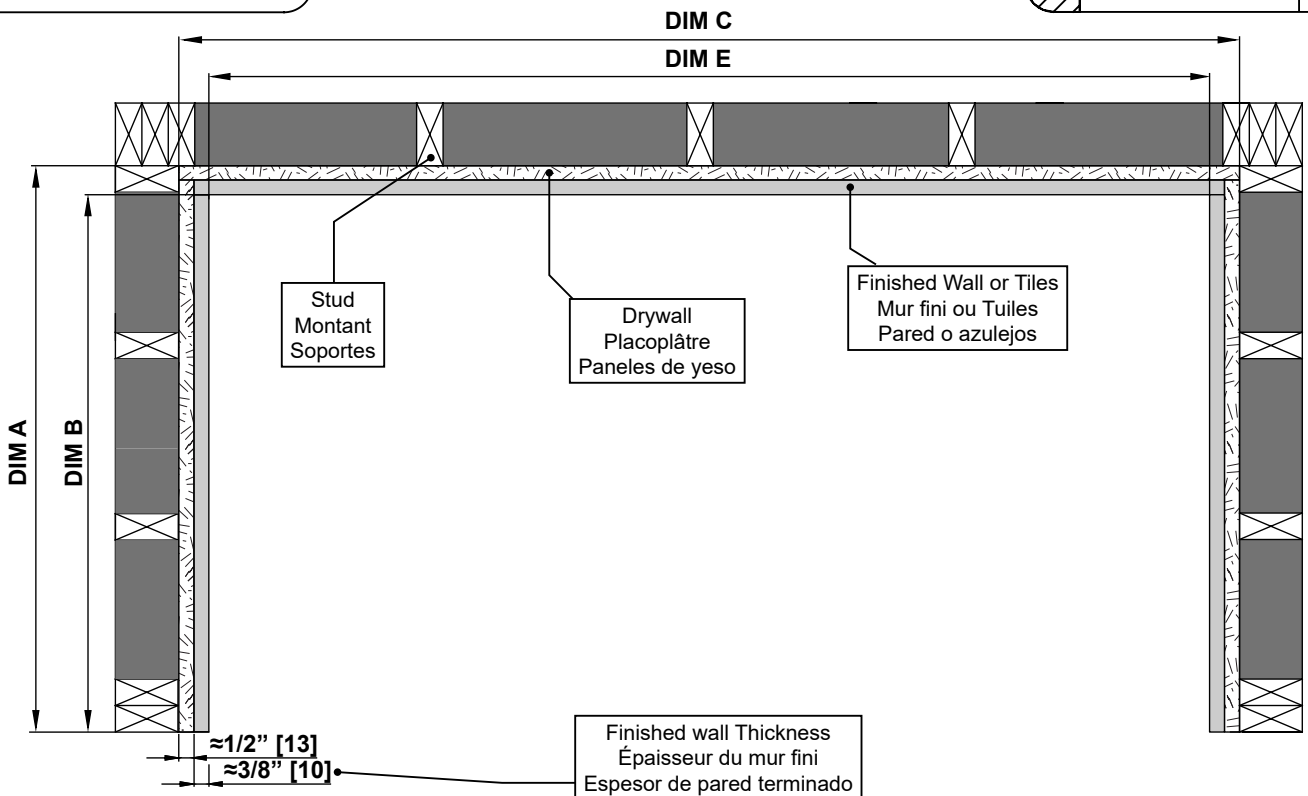 DIM C
DIM E
Stud
Montant
Soportes
Drywall
Placoplâtre
Paneles de yeso
Finished Wall or Tiles
Mur fini ou Tuiles
Pared o azulejos
DIM A
DIM B
≈1/2” [13]
≈3/8” [10]
Finished wall Thickness
Épaisseur du mur fini
Espesor de pared terminado